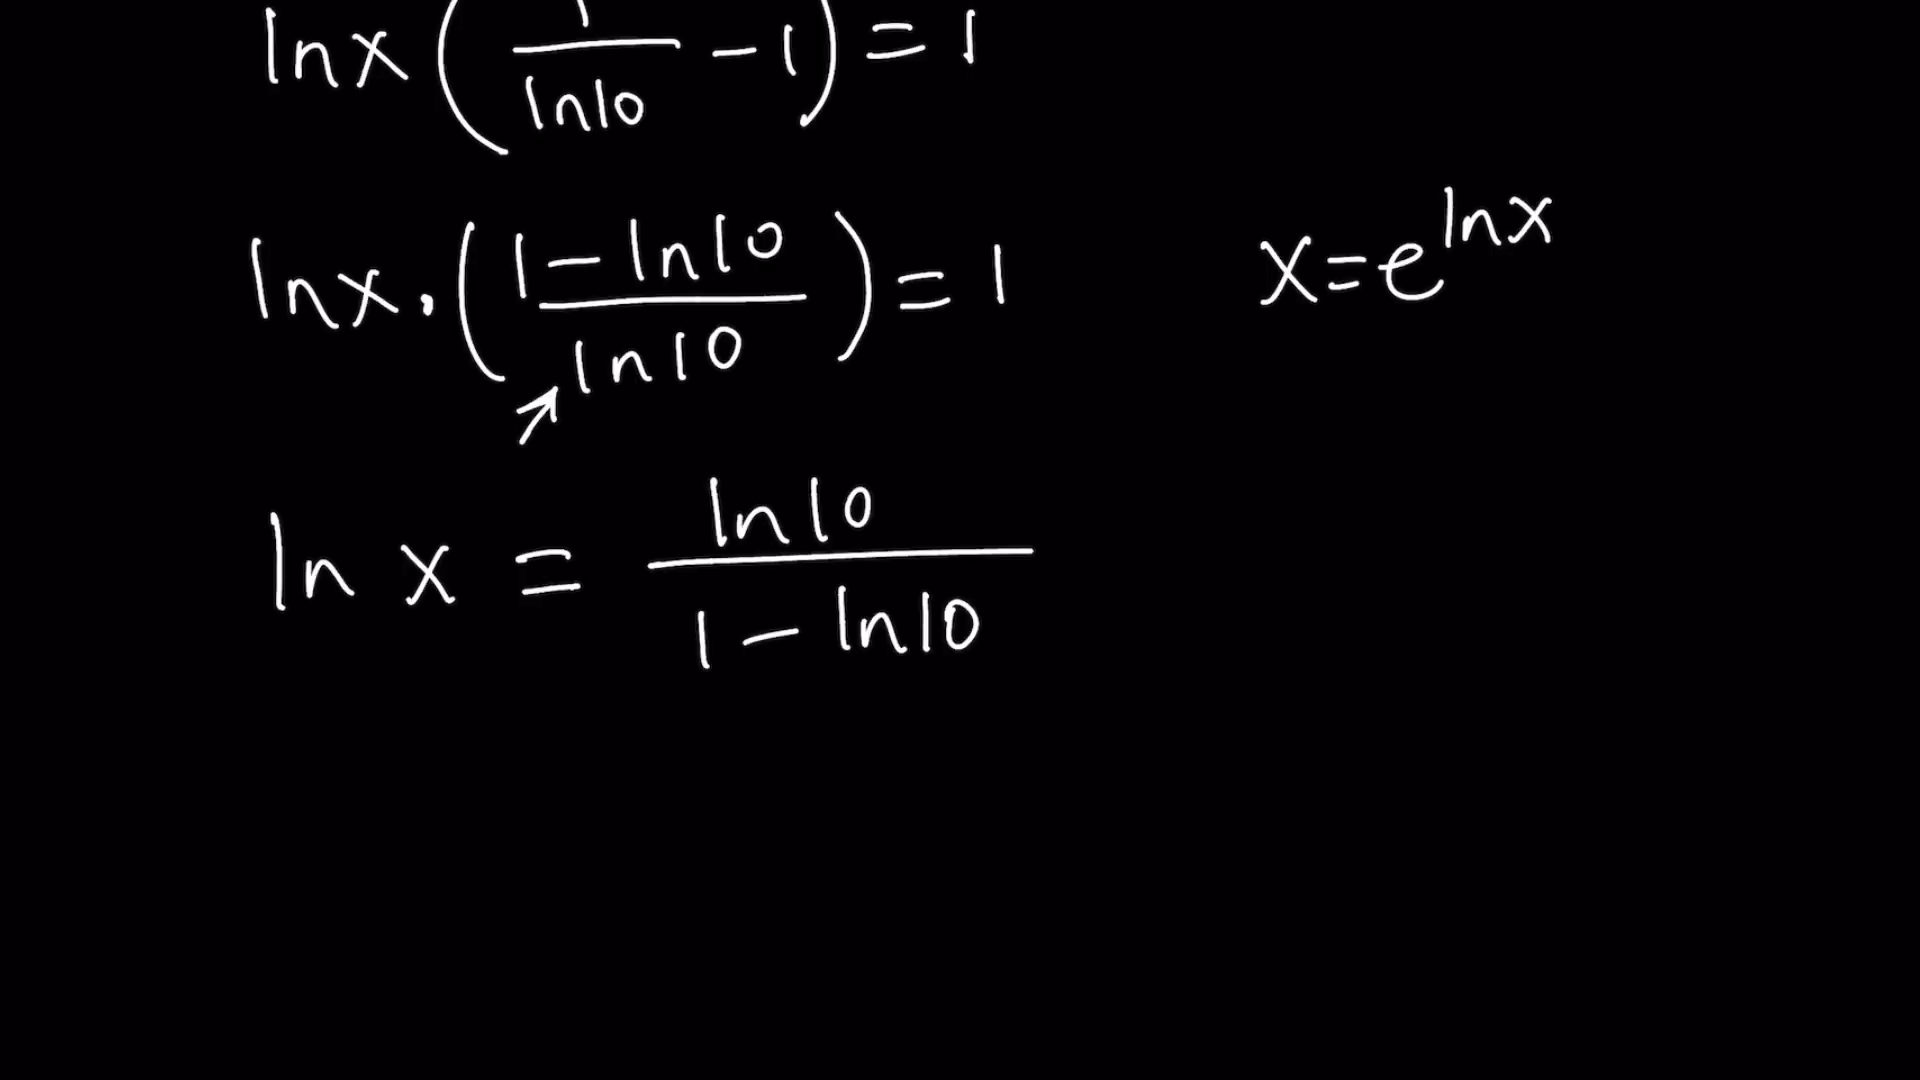 lnx (1/ln10 - 1) = 1
lnx · ((1 - ln10)/ln10) = 1
x = e^lnx
ln x = ln10/(1 - ln10)